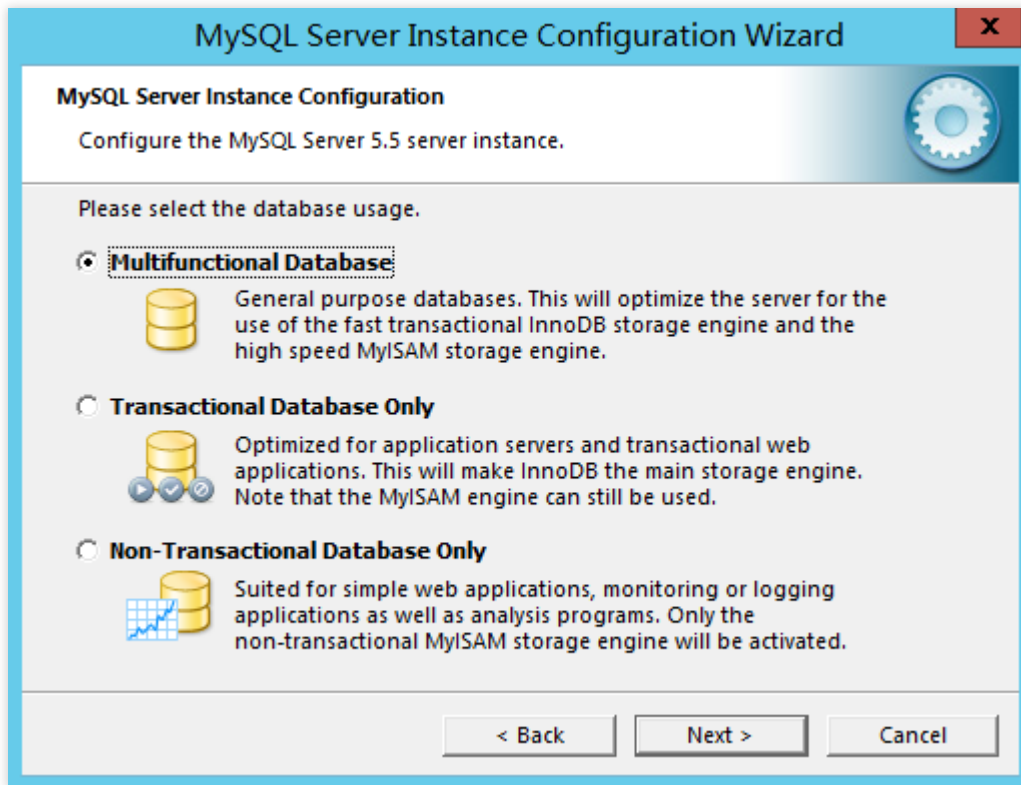 MySQL Server Instance Configuration Wizard
x
MySQL Server Instance Configuration
Configure the MySQL Server 5.5 server instance.
Please select the database usage.
Multifunctional Database
General purpose databases. This will optimize the server for the
use of the fast transactional InnoDB storage engine and the
high speed MyISAM storage engine.
Transactional Database Only
Optimized for application servers and transactional web
applications. This will make InnoDB the main storage engine.
Note that the MyISAM engine can still be used.
Non-Transactional Database Only
Suited for simple web applications, monitoring or logging
applications as well as analysis programs. Only the
non-transactional MyISAM storage engine will be activated.
< Back Next > Cancel